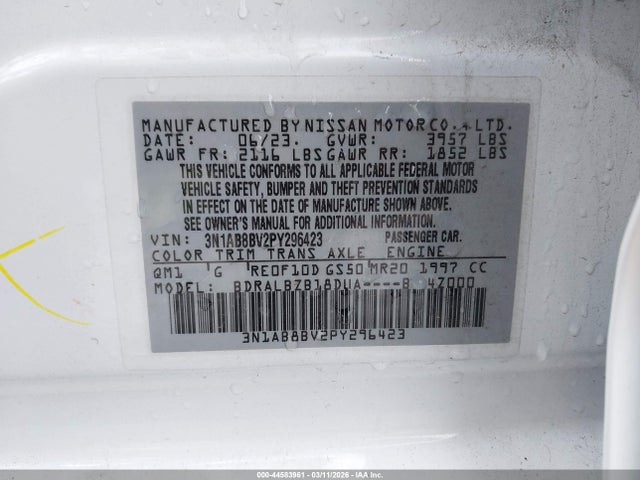 MANUFACTURED BY NISSAN MOTOR CO., LTD.
DATE: 06/23. GVWR: 3957 LBS
GAWR FR: 2116 LBS GAWR RR: 1852 LBS
THIS VEHICLE CONFORMS TO ALL APPLICABLE FEDERAL MOTOR
VEHICLE SAFETY, BUMPER AND THEFT PREVENTION STANDARDS
IN EFFECT ON THE DATE OF MANUFACTURE SHOWN ABOVE.
SEE OWNER'S MANUAL FOR ADDITIONAL INFORMATION.
VIN: 3N1AB8BV2PY296423 PASSENGER CAR.
COLOR TRIM TRANS AXLE ENGINE
QM1 G RE0F10D GS50 MR20 1997 CC
MODEL: BDRALBZB18DUA----B 4Z000
3N1AB8BV2PY296423
000-44583961 - 03/11/2026 - IAA Inc.